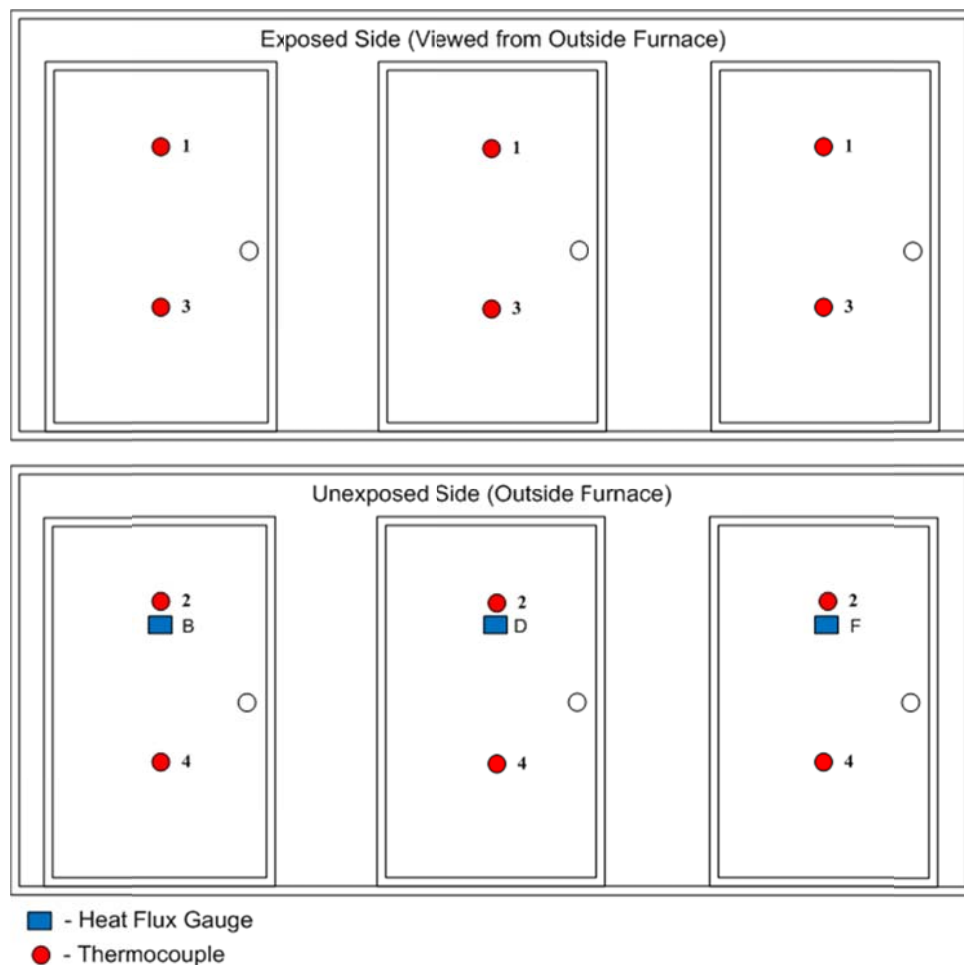 Exposed Side (Viewed from Outside Furnace)
1 1 1
3 3 3
Unexposed Side (Outside Furnace)
2 2 2
B D F
4 4 4
- Heat Flux Gauge
- Thermocouple